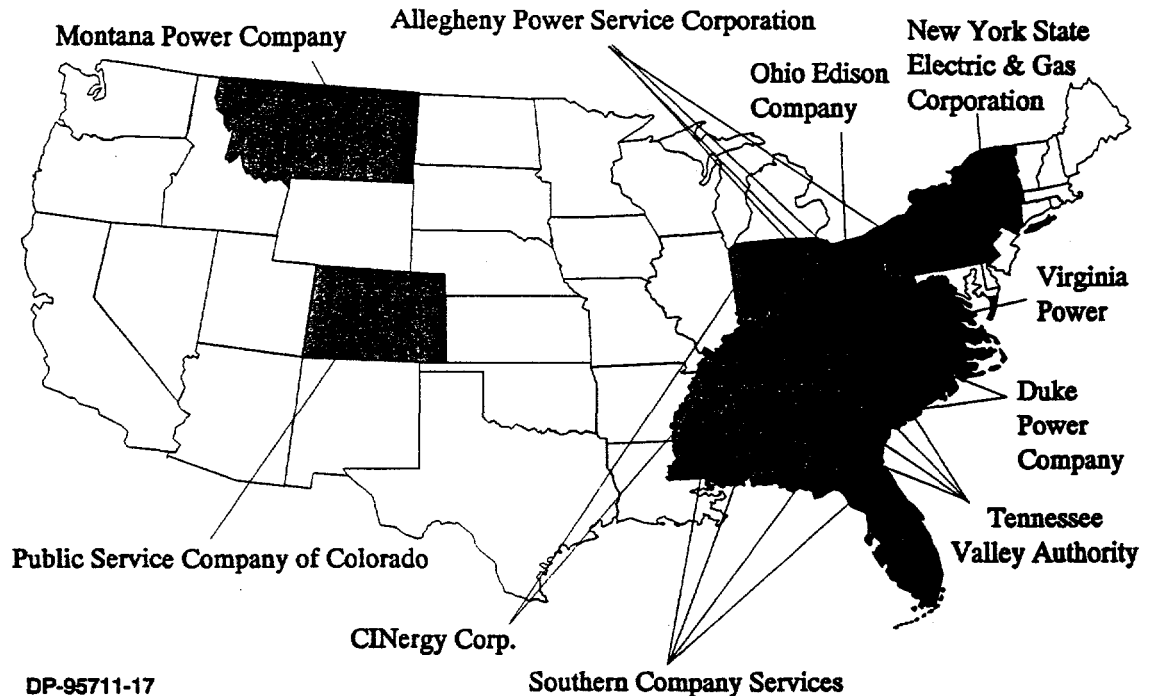 Allegheny Power Service Corporation
Montana Power Company
New York State
Electric & Gas
Corporation
Ohio Edison
Company
Virginia
Power
Duke
Power
Company
Tennessee
Valley Authority
Public Service Company of Colorado
CINergy Corp.
Southern Company Services
DP-95711-17